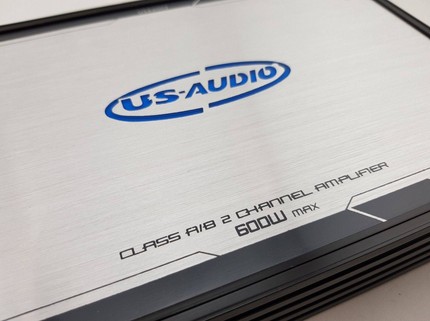 US-AUDIO
CLASS A/B 2 CHANNEL AMPLIFIER
600W MAX